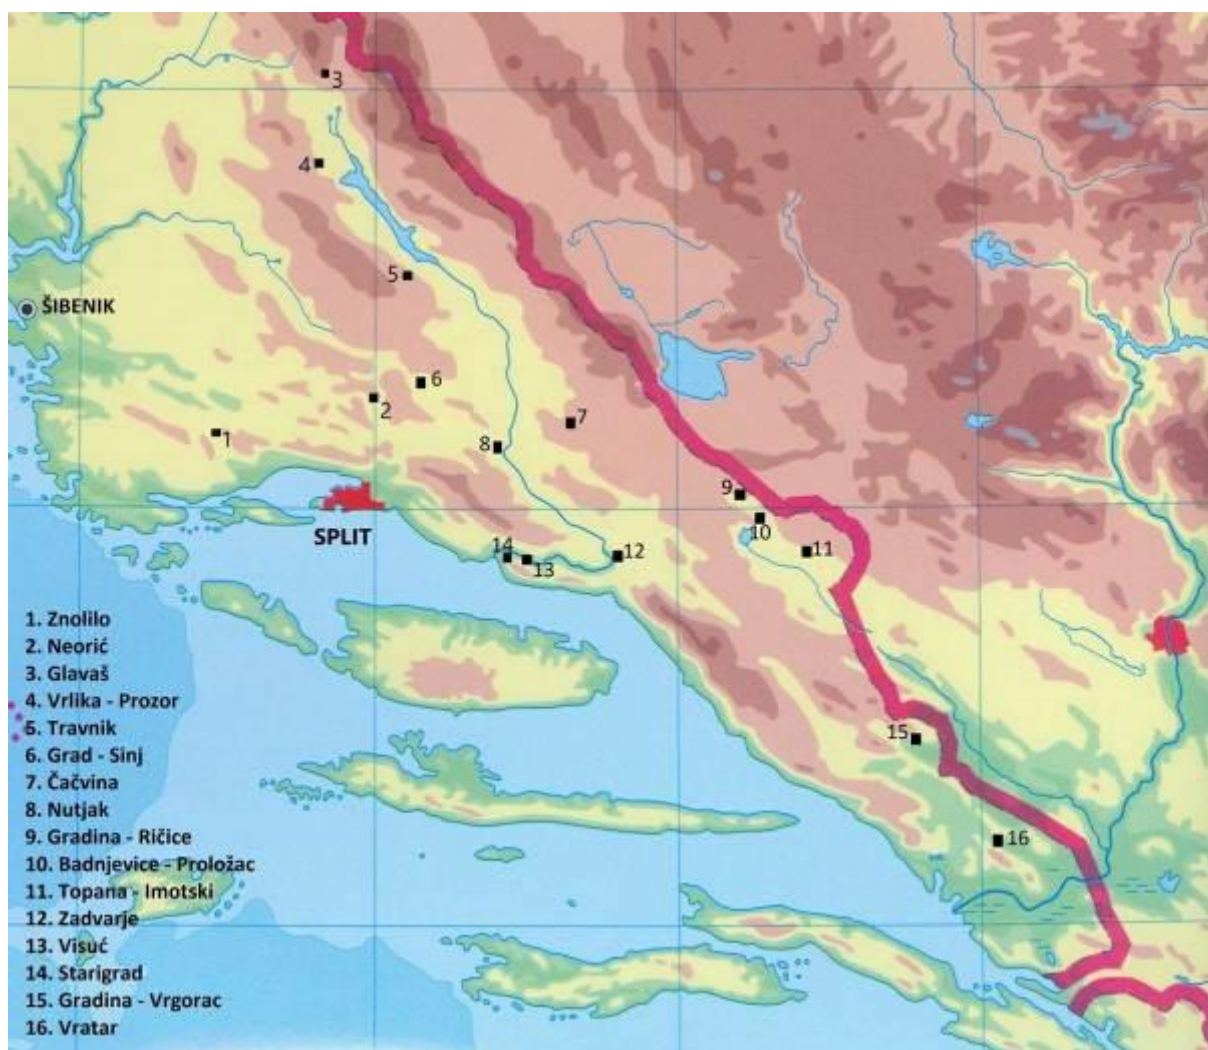 3
4
5
ŠIBENIK
6
2
7
1
8
9
SPLIT
10
14
13
12
11
15
16
1. Znolilo
2. Neorić
3. Glavaš
4. Vrlika - Prozor
5. Travnik
6. Grad - Sinj
7. Čačvina
8. Nutjak
9. Gradina - Ričice
10. Badnjevice - Proložac
11. Topana - Imotski
12. Zadvarje
13. Visuć
14. Starigrad
15. Gradina - Vrgorac
16. Vratar